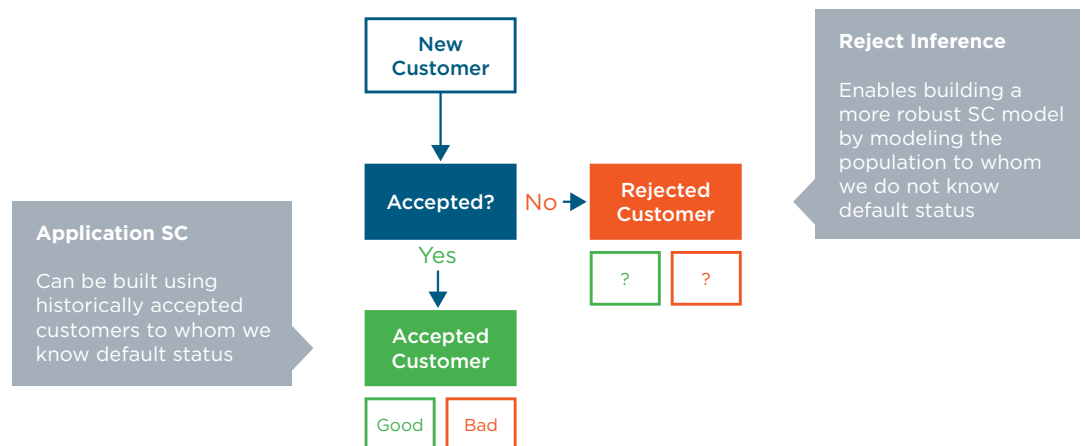 New
Customer
Reject Inference
Enables building a
more robust SC model
by modeling the
population to whom
we do not know
default status
Accepted?
No
Rejected
Customer
?
?
Application SC
Can be built using
historically accepted
customers to whom we
know default status
Yes
Accepted
Customer
Good
Bad